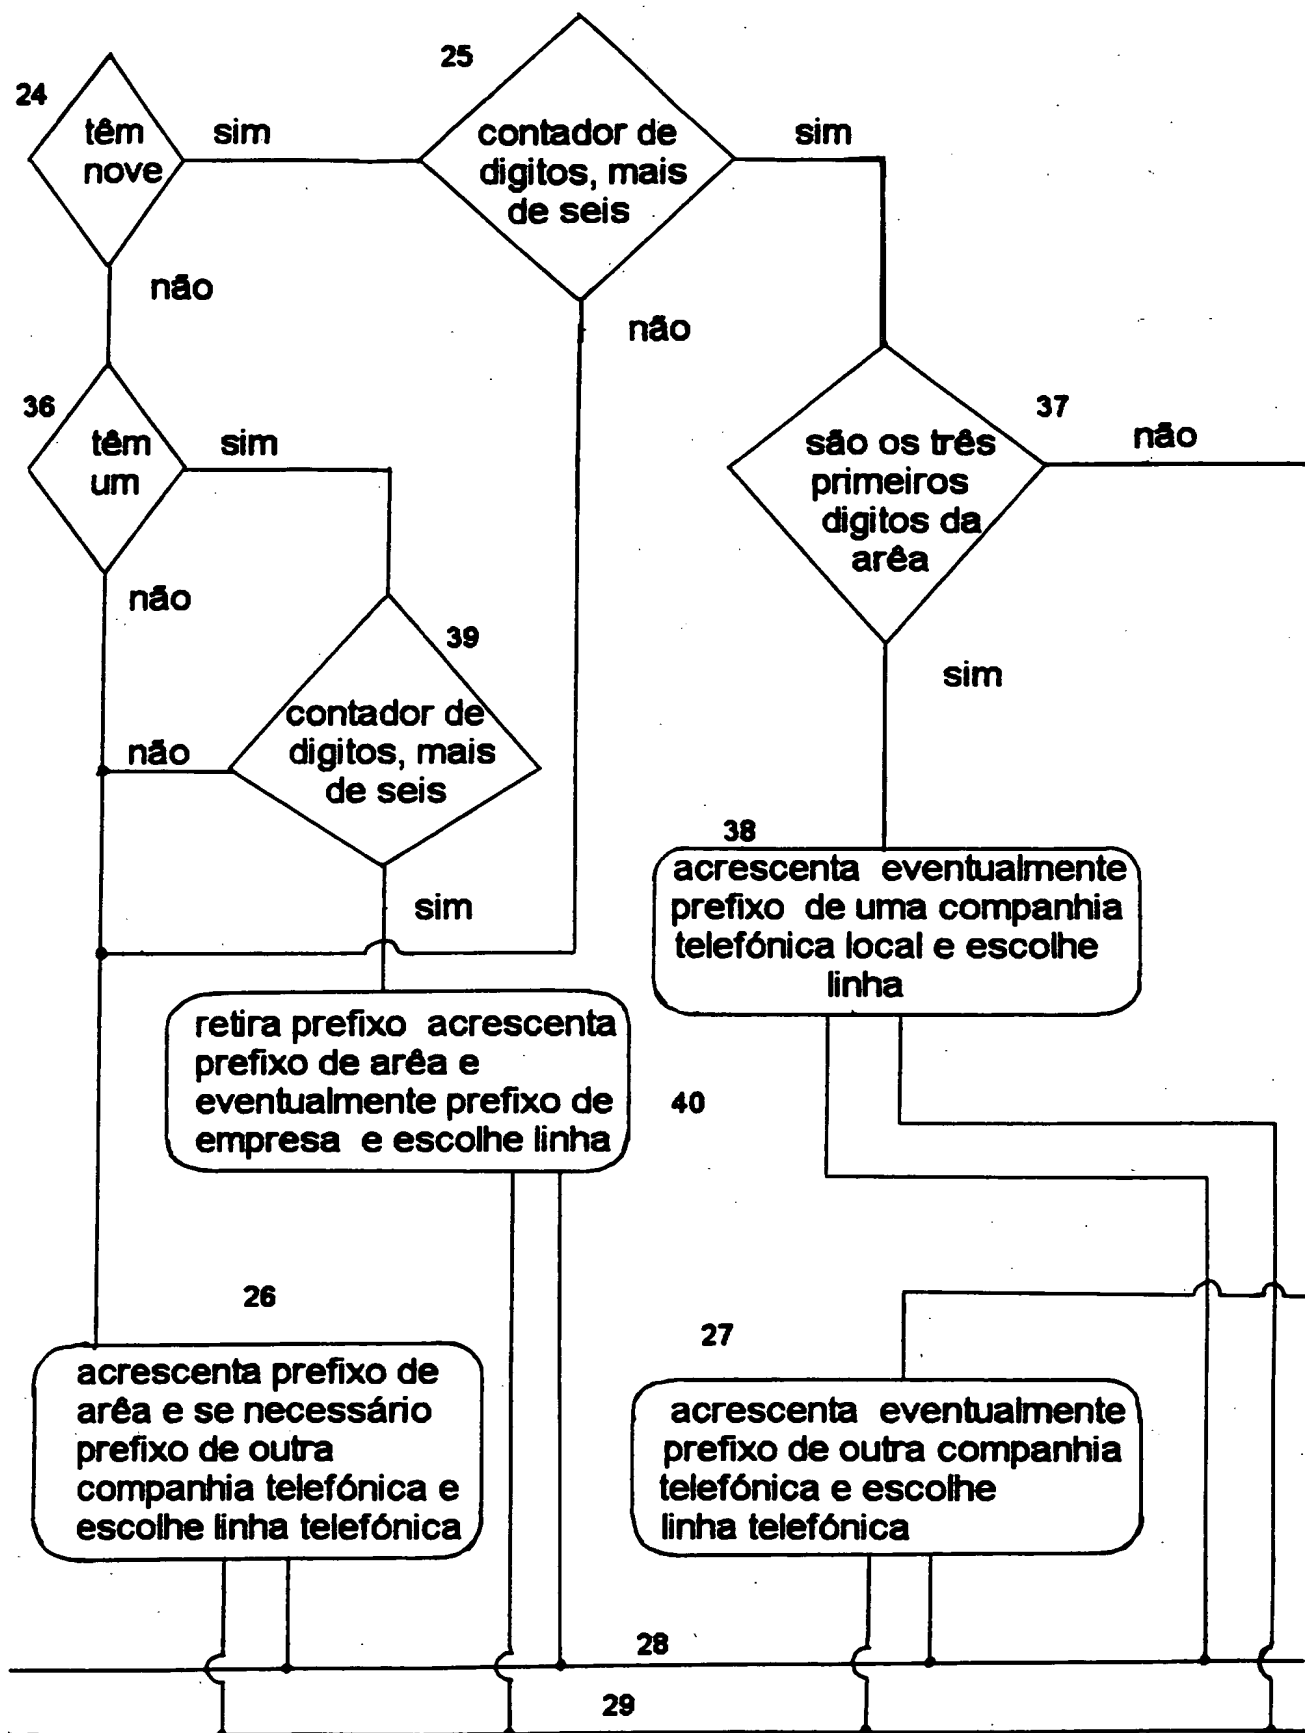 25
24
têm
nove
sim
contador de
digitos, mais
de seis
sim
não
não
36
têm
um
sim
37
são os três
primeiros
digitos da
arêa
não
não
39
contador de
digitos, mais
de seis
não
sim
sim
38
acrescenta eventualmente
prefixo de uma companhia
telefónica local e escolhe
linha
retira prefixo acrescenta
prefixo de arêa e
eventualmente prefixo de
empresa e escolhe linha
40
26
acrescenta prefixo de
arêa e se necessário
prefixo de outra
companhia telefónica e
escolhe linha telefónica
27
acrescenta eventualmente
prefixo de outra companhia
telefónica e escolhe
linha telefónica
28
29